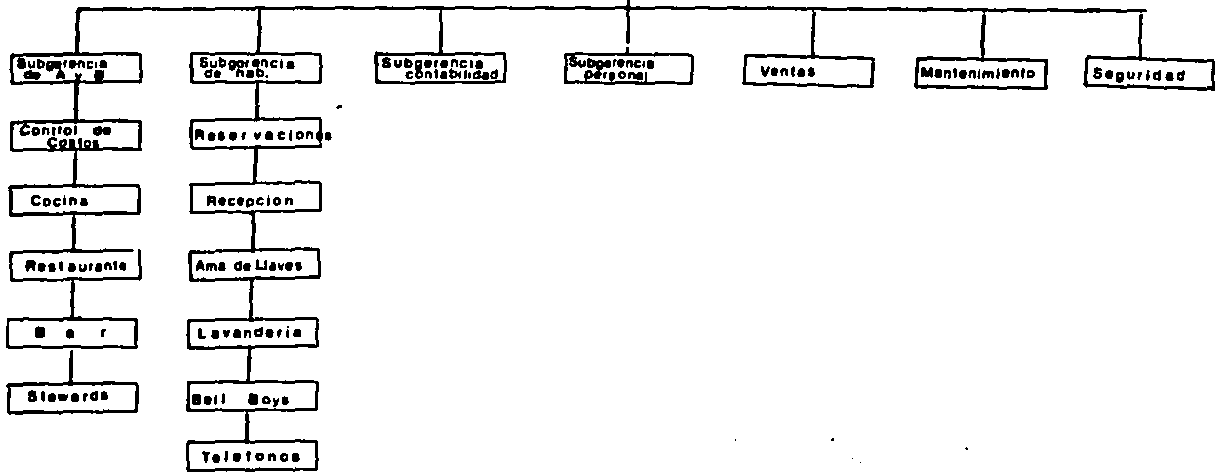 Subgerencia
de A y B
Subgerencia
de hab.
Subgerencia
contabilidad
Subgerencia
personal
Ventas
Mantenimiento
Seguridad
Control de
Costos
Reservaciones
Cocina
Recepcion
Restaurante
Ama de Llaves
Bar
Lavanderia
Stewards
Bell Boys
Telefonos